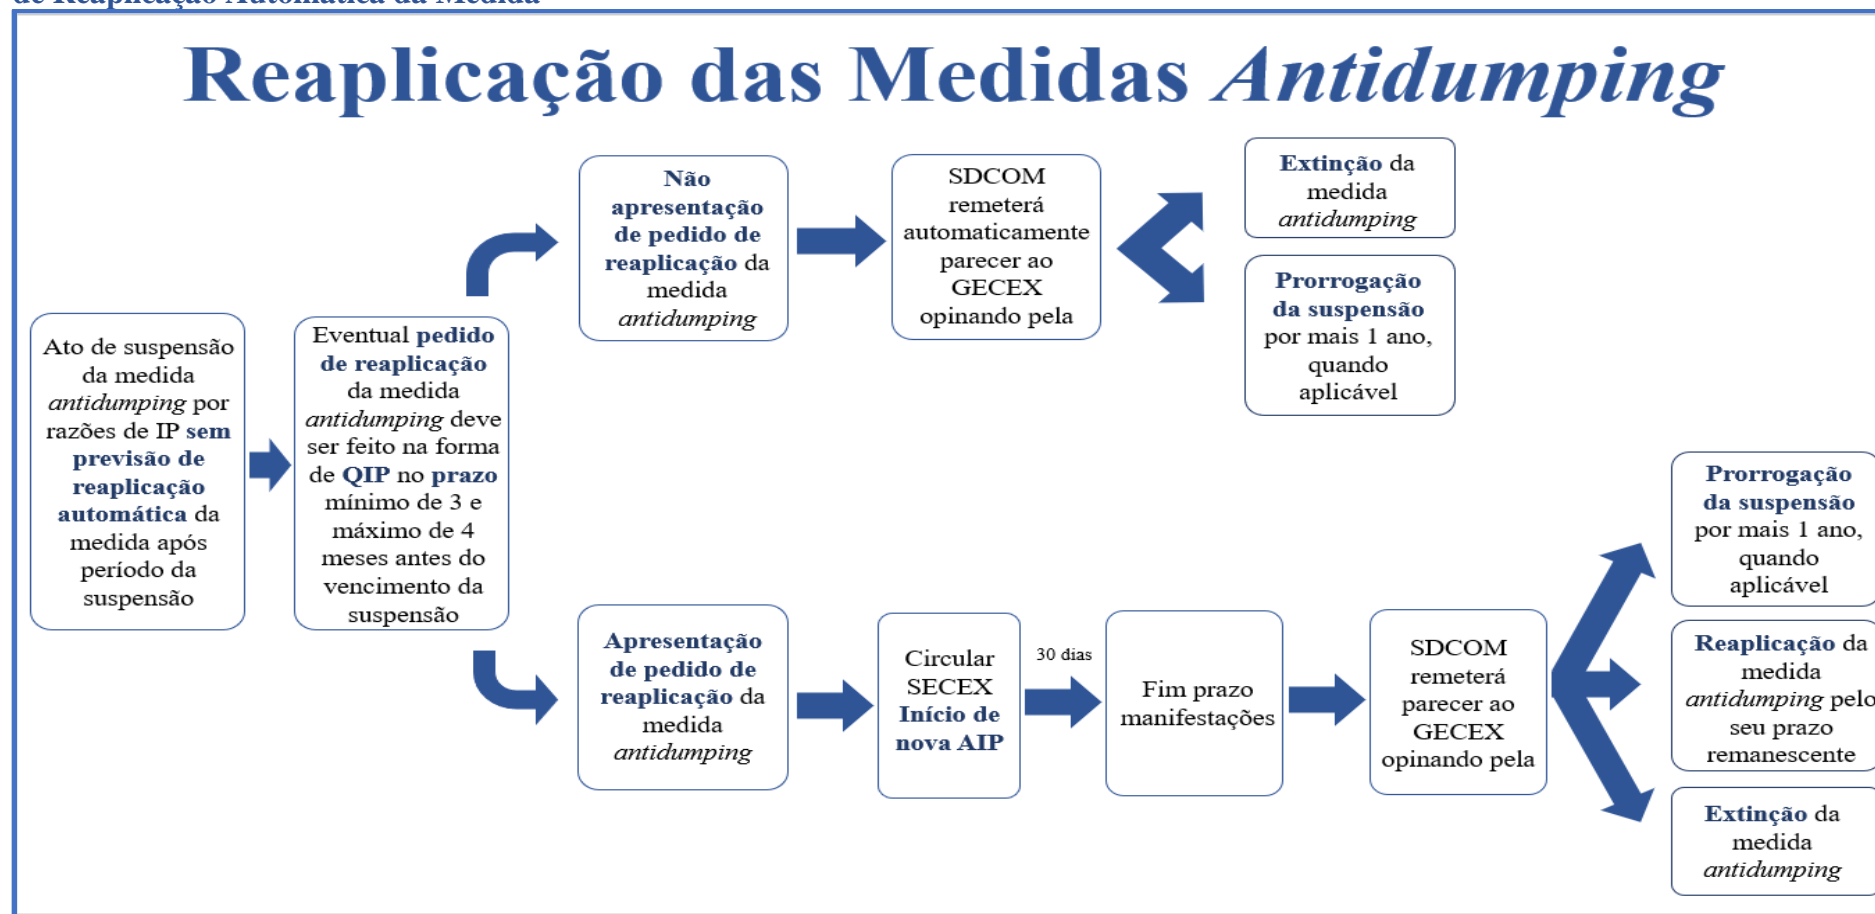 de Reaplicação Automática da Medida
Reaplicação das Medidas Antidumping
Ato de suspensão
da medida
antidumping por
razões de IP sem
previsão de
reaplicação
automática da
medida após
período da
suspensão
Eventual pedido
de reaplicação
da medida
antidumping deve
ser feito na forma
de QIP no prazo
mínimo de 3 e
máximo de 4
meses antes do
vencimento da
suspensão
Não
apresentação
de pedido de
reaplicação da
medida
antidumping
SDCOM
remeterá
automaticamente
parecer ao
GECEX
opinando pela
Extinção da
medida
antidumping
Prorrogação
da suspensão
por mais 1 ano,
quando
aplicável
Apresentação
de pedido de
reaplicação da
medida
antidumping
Circular
SECEX
Início de
nova AIP
30 dias
Fim prazo
manifestações
SDCOM
remeterá
parecer ao
GECEX
opinando pela
Prorrogação
da suspensão
por mais 1 ano,
quando
aplicável
Reaplicação da
medida
antidumping pelo
seu prazo
remanescente
Extinção da
medida
antidumping